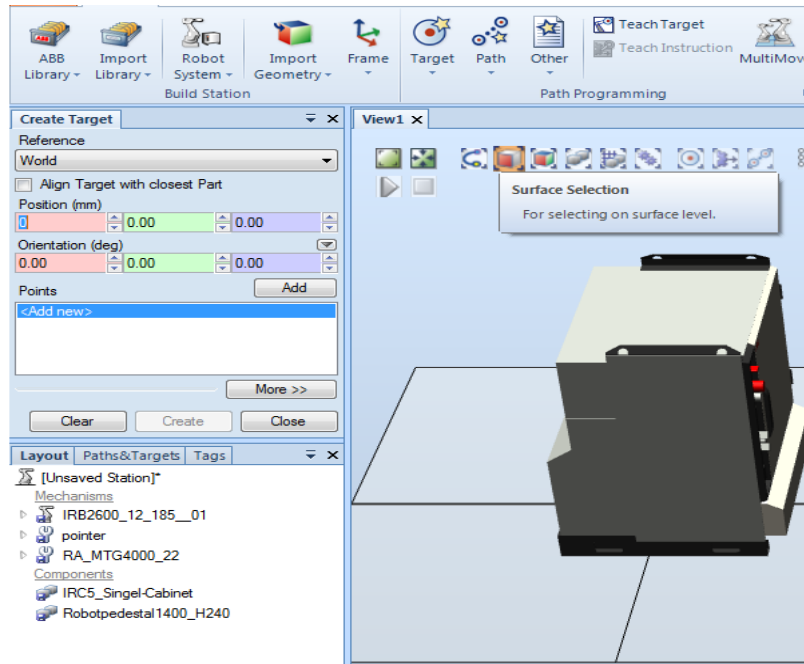 ABB Library
Import Library
Robot System
Import Geometry
Frame
Target
Path
Other
Teach Target
Teach Instruction
MultiMov
Build Station
Path Programming
Create Target
View1
Reference
World
Align Target with closest Part
Position (mm)
0 0.00 0.00
Orientation (deg)
0.00 0.00 0.00
Points
Add
<Add new>
More >>
Clear Create Close
Surface Selection
For selecting on surface level.
Layout Paths&Targets Tags
[Unsaved Station]*
Mechanisms
IRB2600_12_185__01
pointer
RA_MTG4000_22
Components
IRC5_Singel-Cabinet
Robotpedestal1400_H240